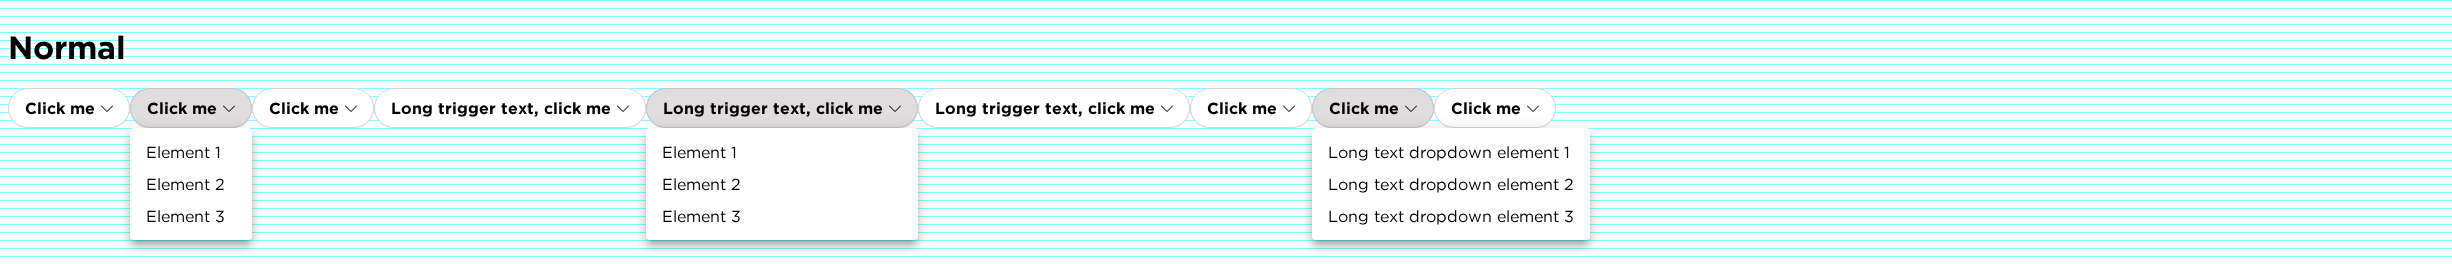 Normal
Click me Click me Click me Long trigger text, click me Long trigger text, click me Long trigger text, click me Click me Click me Click me
Element 1 Element 1 Long text dropdown element 1
Element 2 Element 2 Long text dropdown element 2
Element 3 Element 3 Long text dropdown element 3